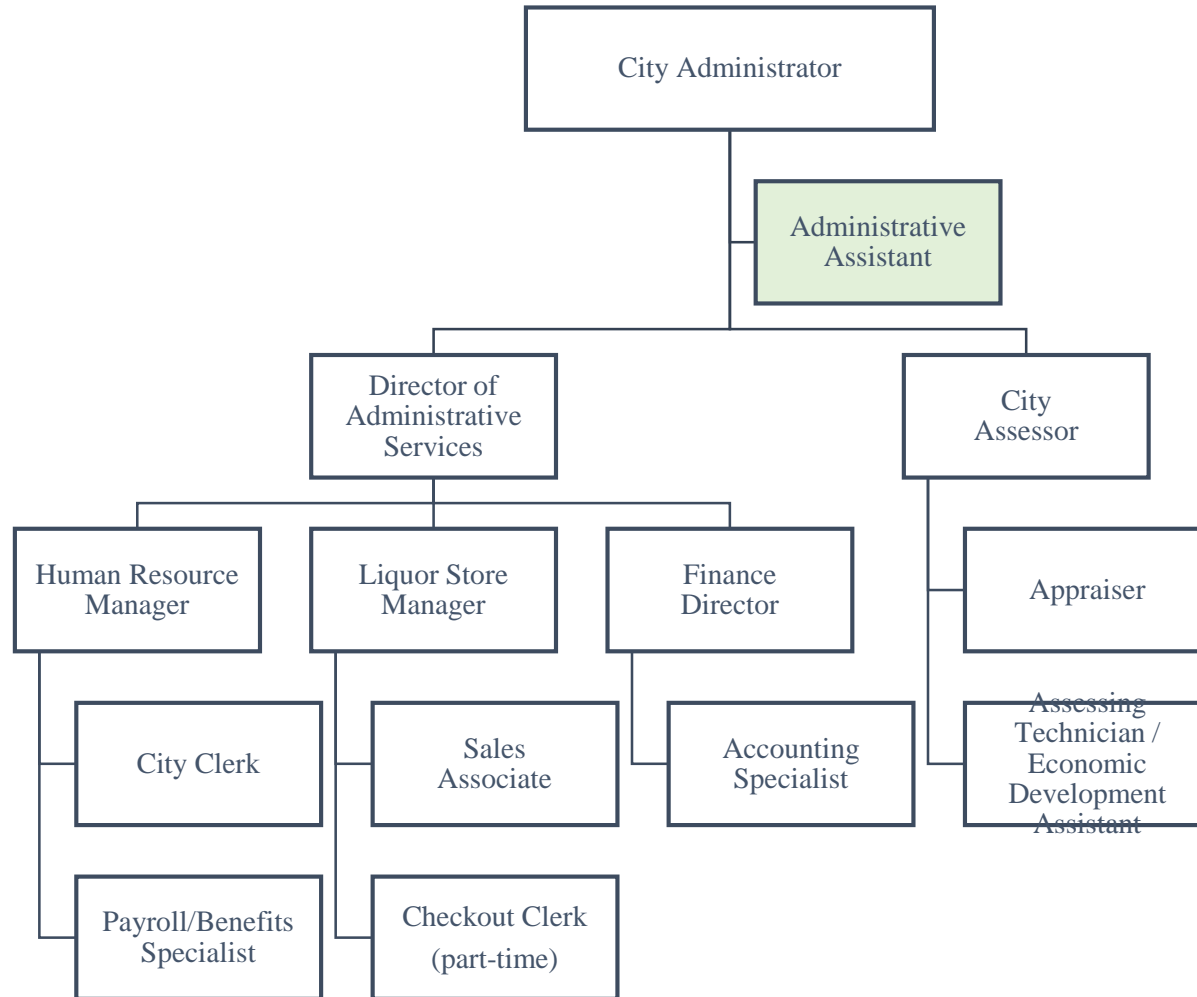 City Administrator
Administrative
Assistant
Director of
Administrative
Services
City
Assessor
Human Resource
Manager
Liquor Store
Manager
Finance
Director
Appraiser
City Clerk
Sales
Associate
Accounting
Specialist
Assessing
Technician /
Economic
Development
Assistant
Payroll/Benefits
Specialist
Checkout Clerk
(part-time)